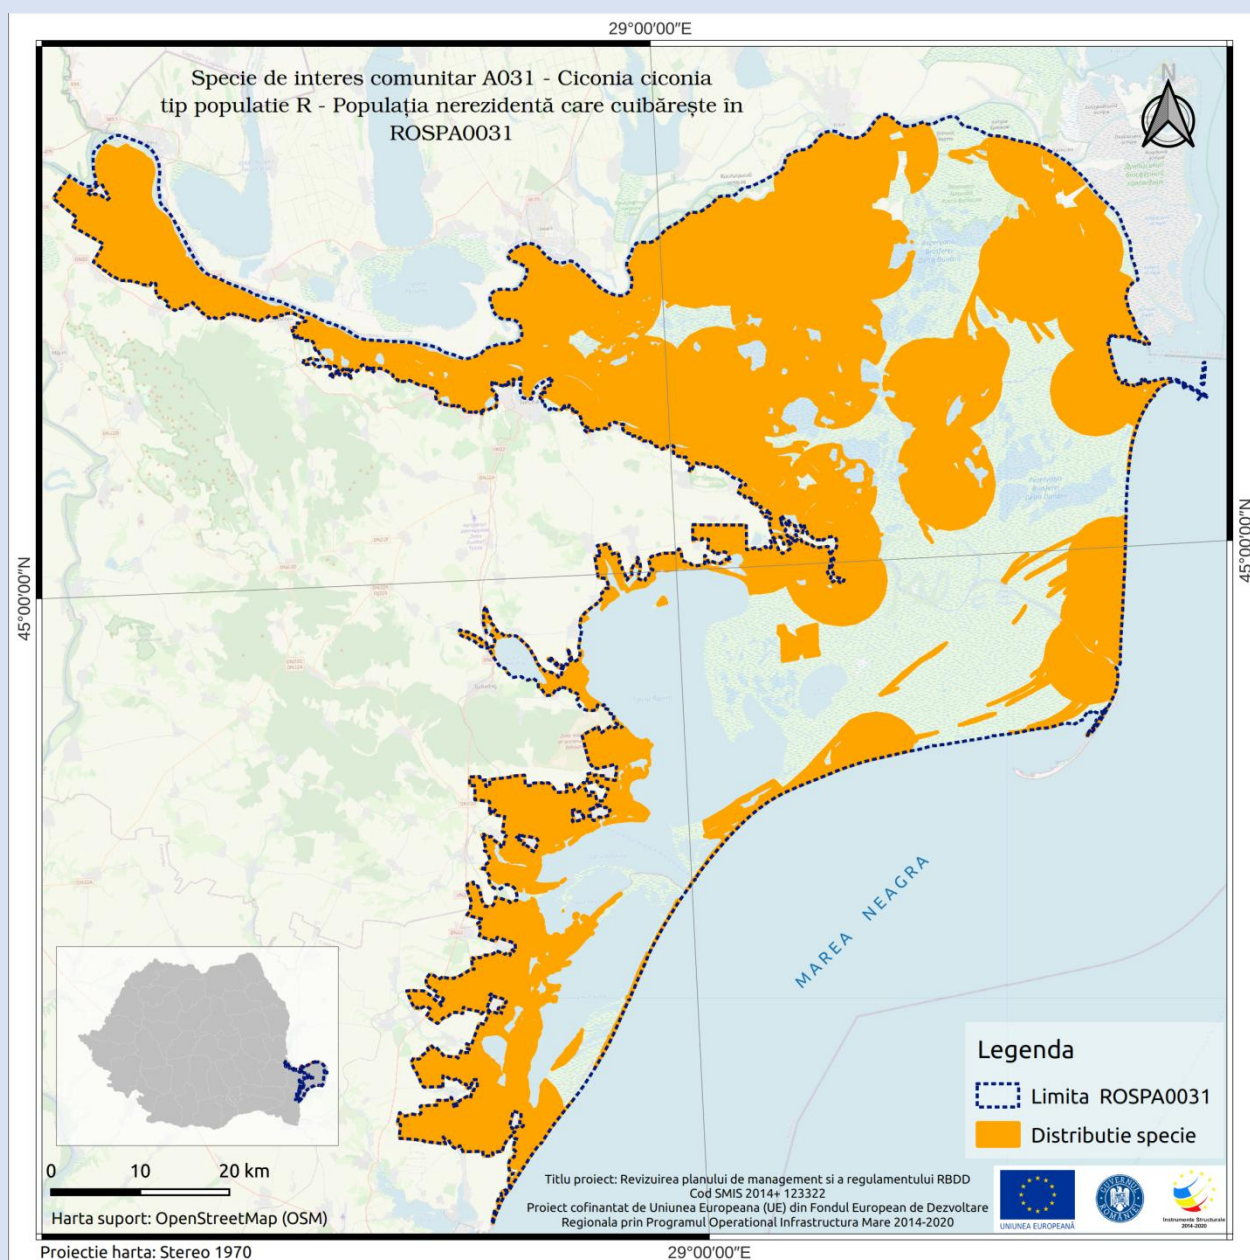 29°00′00″E
Specie de interes comunitar A031 - Ciconia ciconia
tip populatie R - Populația nerezidentă care cuibărește în
ROSPA0031
N
45°00′00″N
45°00′00″N
MAREA NEAGRA
Legenda
Limita ROSPA0031
Distributie specie
0 10 20 km
Harta suport: OpenStreetMap (OSM)
Titlu proiect: Revizuirea planului de management si a regulamentului RBDD
Cod SMIS 2014+ 123322
Proiect cofinantat de Uniunea Europeana (UE) din Fondul European de Dezvoltare
Regionala prin Programul Operational Infrastructura Mare 2014-2020
UNIUNEA EUROPEANĂ
GUVERNUL ROMÂNIEI
Instrumente Structurale
2014-2020
Proiectie harta: Stereo 1970
29°00′00″E